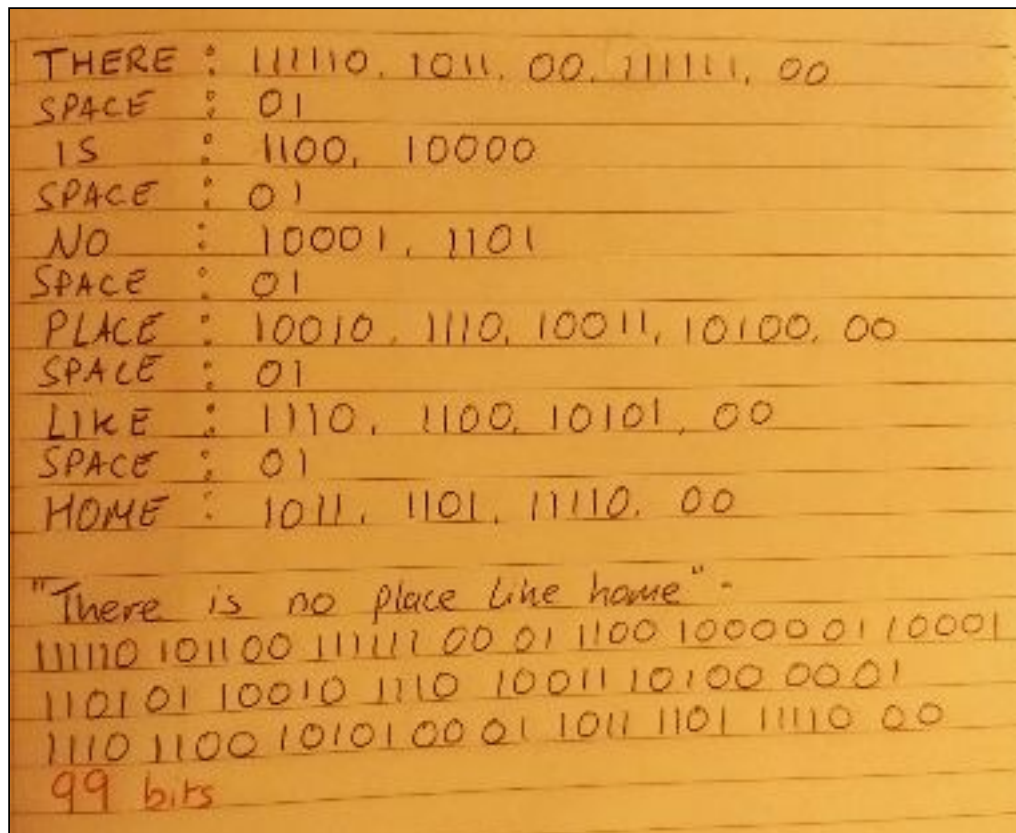 THERE : 111110, 1011, 00, 111111, 00
SPACE : 01
IS : 1100, 10000
SPACE : 01
NO : 10001, 1101
SPACE : 01
PLACE : 10010, 1110, 10011, 10100, 00
SPACE : 01
LIKE : 1110, 1100, 10101, 00
SPACE : 01
HOME : 1011, 1101, 11110, 00
"There is no place like home" -
111110 101100 111111 00 01 1100 10000 01 10001
110101 10010 1110 10011 10100 00 01
1110 1100 10101 00 01 1011 1101 11110 00
99 bits